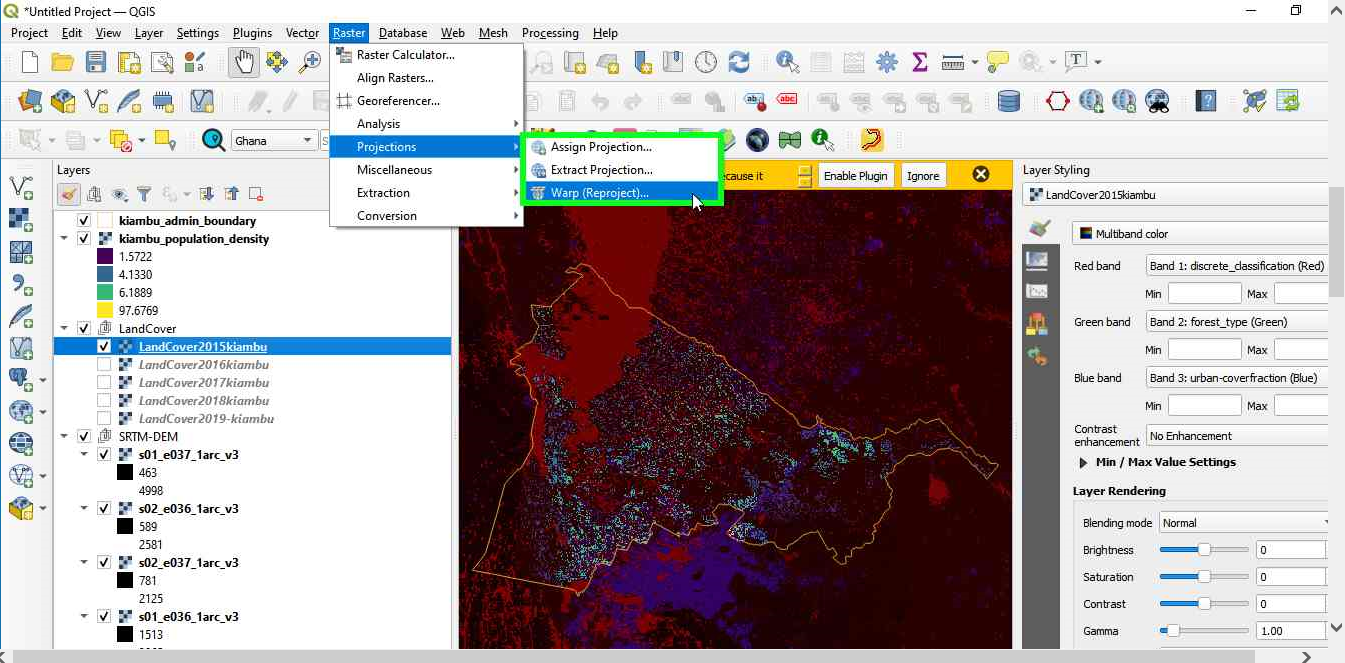 *Untitled Project — QGIS
Project Edit View Layer Settings Plugins Vector Raster Database Web Mesh Processing Help
Raster Calculator...
Align Rasters...
Georeferencer...
Analysis
Projections
Miscellaneous
Extraction
Conversion
Assign Projection...
Extract Projection...
Warp (Reproject)...
Ghana
ecause it
Enable Plugin
Ignore
Layers
kiambu_admin_boundary
kiambu_population_density
1.5722
4.1330
6.1889
97.6769
LandCover
LandCover2015kiambu
LandCover2016kiambu
LandCover2017kiambu
LandCover2018kiambu
LandCover2019-kiambu
SRTM-DEM
s01_e037_1arc_v3
463
4998
s02_e036_1arc_v3
589
2581
s02_e037_1arc_v3
781
2125
s01_e036_1arc_v3
1513
Layer Styling
LandCover2015kiambu
Multiband color
Red band Band 1: discrete_classification (Red)
Min Max
Green band Band 2: forest_type (Green)
Min Max
Blue band Band 3: urban-coverfraction (Blue)
Min Max
Contrast
enhancement No Enhancement
Min / Max Value Settings
Layer Rendering
Blending mode Normal
Brightness 0
Saturation 0
Contrast 0
Gamma 1.00